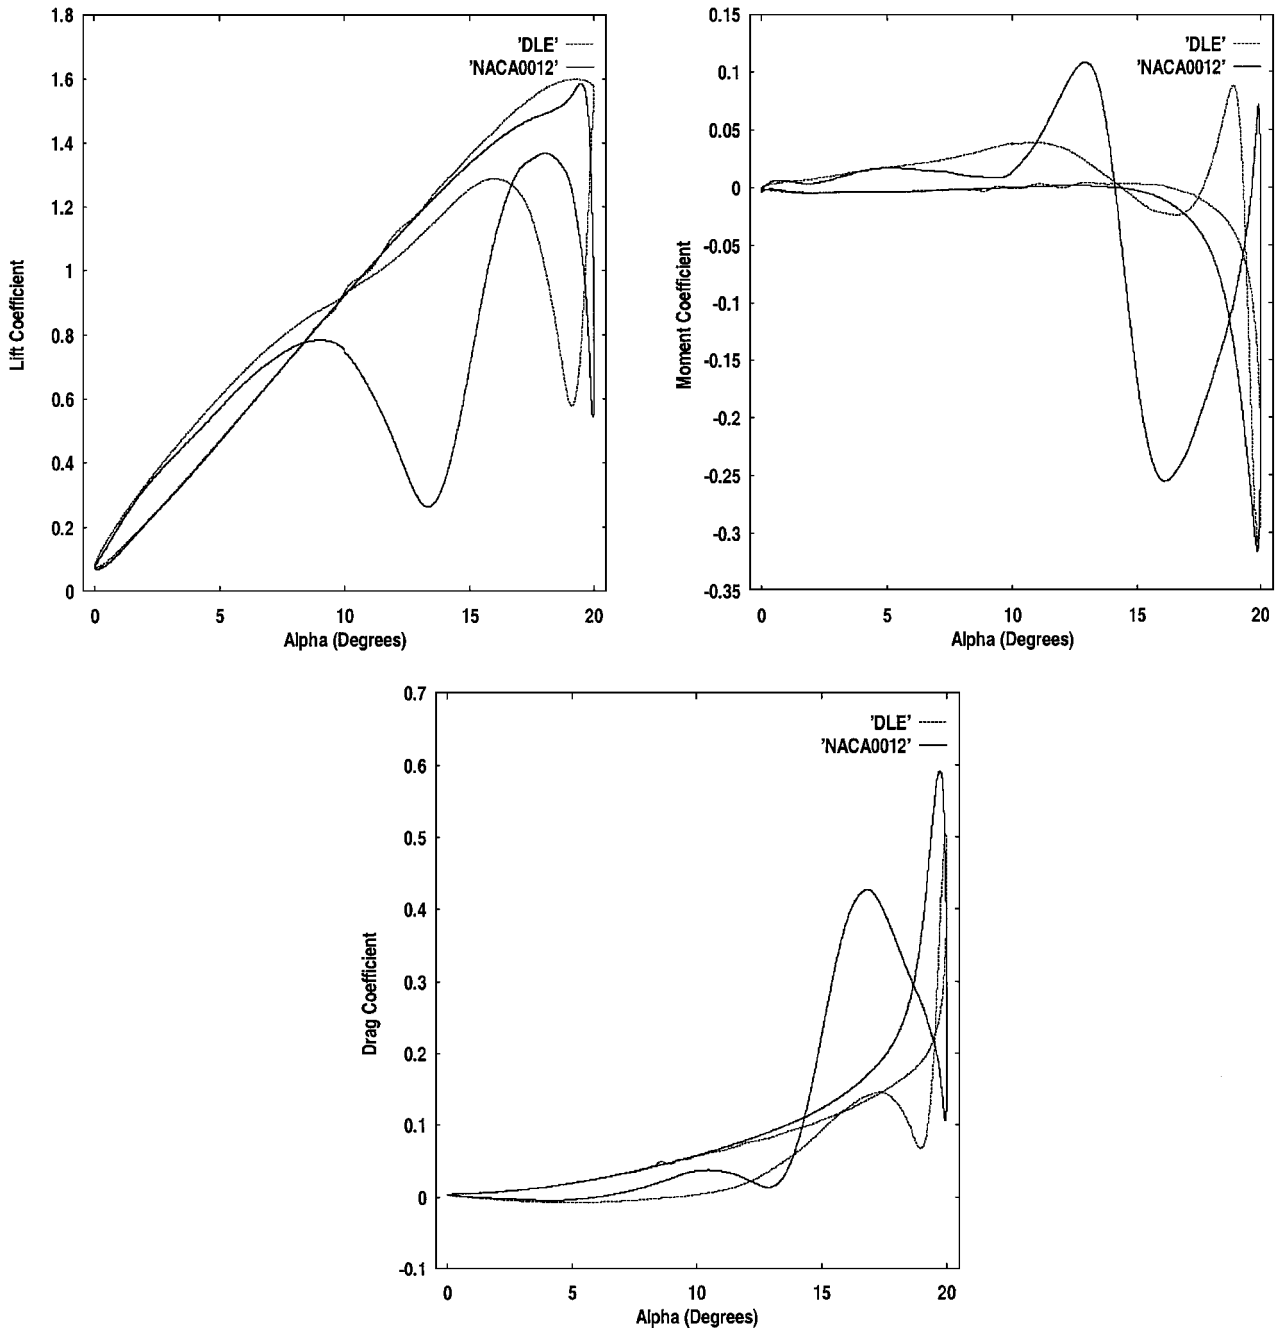 1.8
1.6
1.4
1.2
1
0.8
0.6
0.4
0.2
0
Lift Coefficient
'DLE'
'NACA0012'
0 5 10 15 20
Alpha (Degrees)
0.15
0.1
0.05
0
-0.05
-0.1
-0.15
-0.2
-0.25
-0.3
-0.35
Moment Coefficient
'DLE'
'NACA0012'
0 5 10 15 20
Alpha (Degrees)
0.7
0.6
0.5
0.4
0.3
0.2
0.1
0
-0.1
Drag Coefficient
'DLE'
'NACA0012'
0 5 10 15 20
Alpha (Degrees)